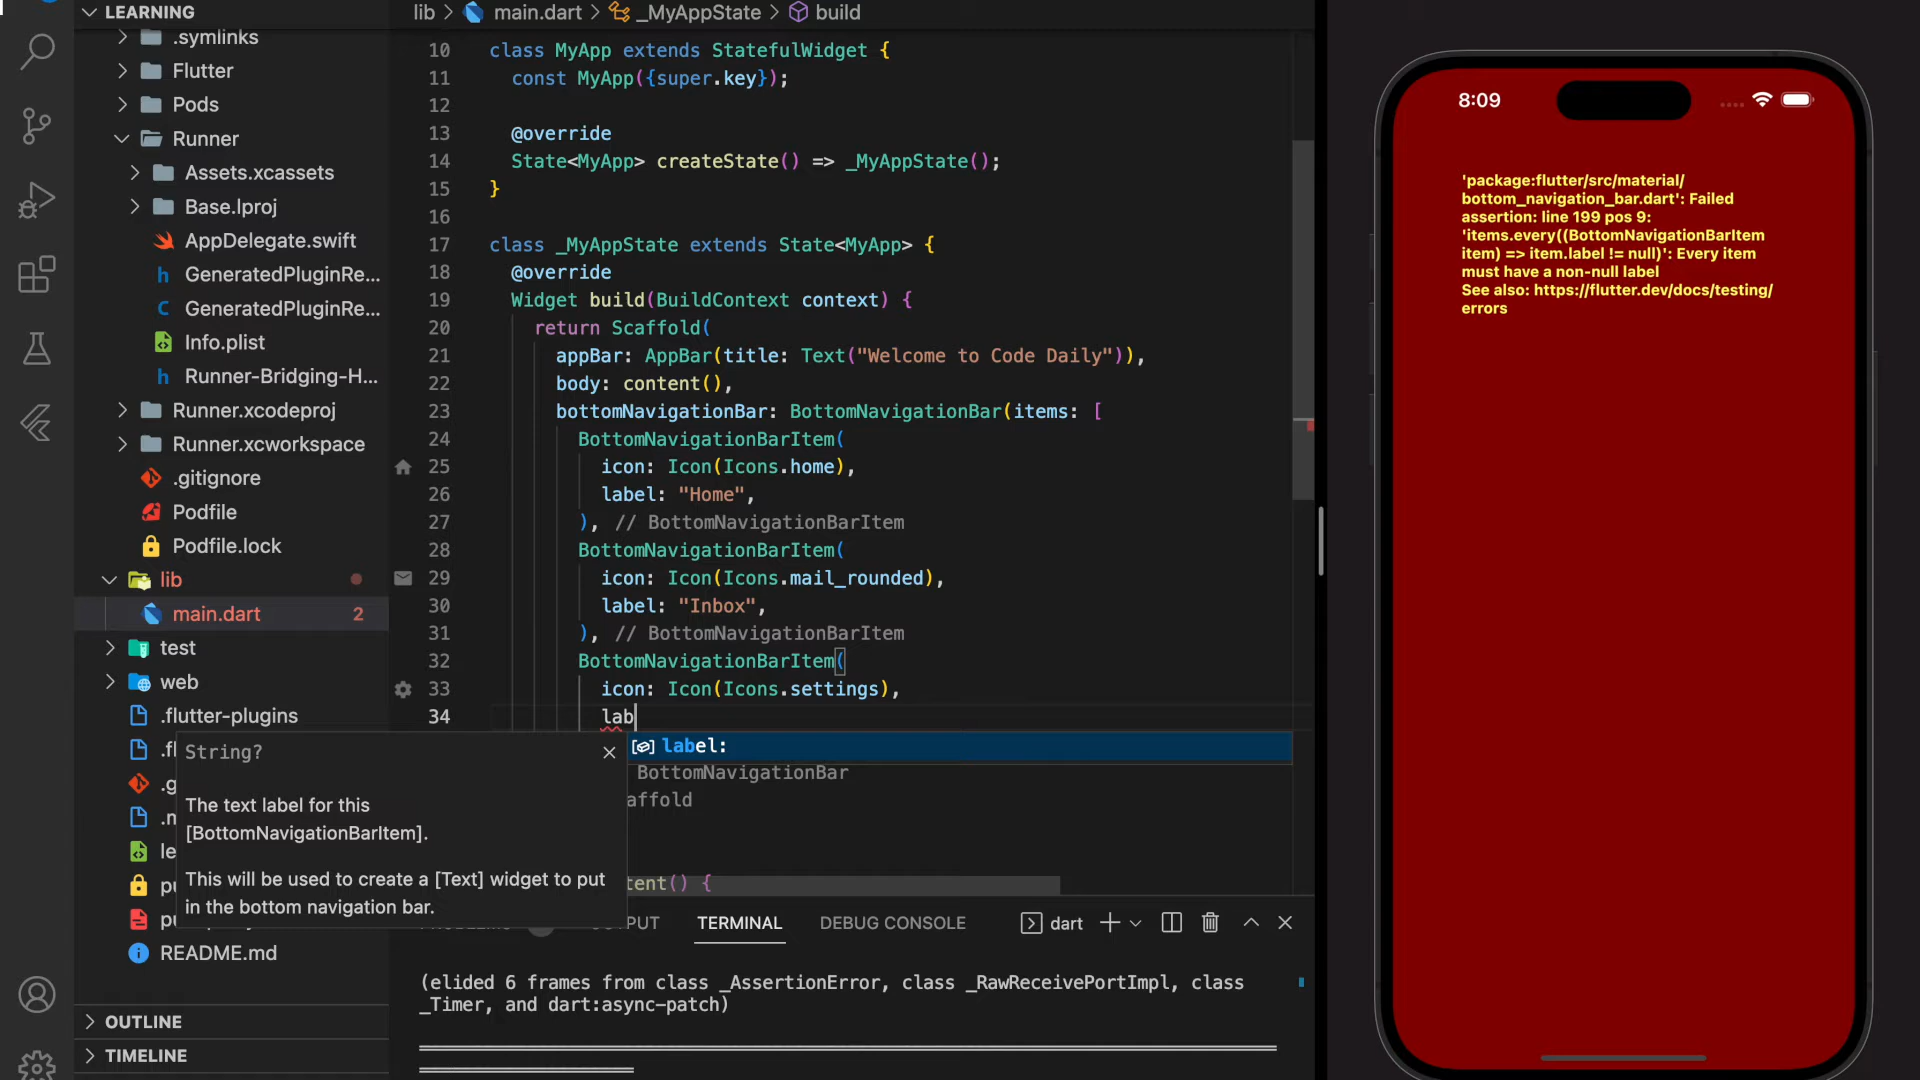 LEARNING
.symlinks
Flutter
Pods
Runner
Assets.xcassets
Base.lproj
AppDelegate.swift
h GeneratedPluginRe...
C GeneratedPluginRe...
Info.plist
h Runner-Bridging-H...
Runner.xcodeproj
Runner.xcworkspace
.gitignore
Podfile
Podfile.lock
lib
main.dart 2
test
web
.flutter-plugins
.fl
.g
.m
le
pu
README.md
OUTLINE
TIMELINE
lib > main.dart > _MyAppState > build
10 class MyApp extends StatefulWidget {
11 const MyApp({super.key});
12
13 @override
14 State<MyApp> createState() => _MyAppState();
15 }
16
17 class _MyAppState extends State<MyApp> {
18 @override
19 Widget build(BuildContext context) {
20 return Scaffold(
21 appBar: AppBar(title: Text("Welcome to Code Daily")),
22 body: content(),
23 bottomNavigationBar: BottomNavigationBar(items: [
24 BottomNavigationBarItem(
25 icon: Icon(Icons.home),
26 label: "Home",
27 ), // BottomNavigationBarItem
28 BottomNavigationBarItem(
29 icon: Icon(Icons.mail_rounded),
30 label: "Inbox",
31 ), // BottomNavigationBarItem
32 BottomNavigationBarItem(
33 icon: Icon(Icons.settings),
34 lab
label:
BottomNavigationBar
affold
tent() {
String?
The text label for this
[BottomNavigationBarItem].
This will be used to create a [Text] widget to put
in the bottom navigation bar.
PUT TERMINAL DEBUG CONSOLE dart
(elided 6 frames from class _AssertionError, class _RawReceivePortImpl, class
_Timer, and dart:async-patch)
8:09
'package:flutter/src/material/
bottom_navigation_bar.dart': Failed
assertion: line 199 pos 9:
'items.every((BottomNavigationBarItem
item) => item.label != null)': Every item
must have a non-null label
See also: https://flutter.dev/docs/testing/
errors